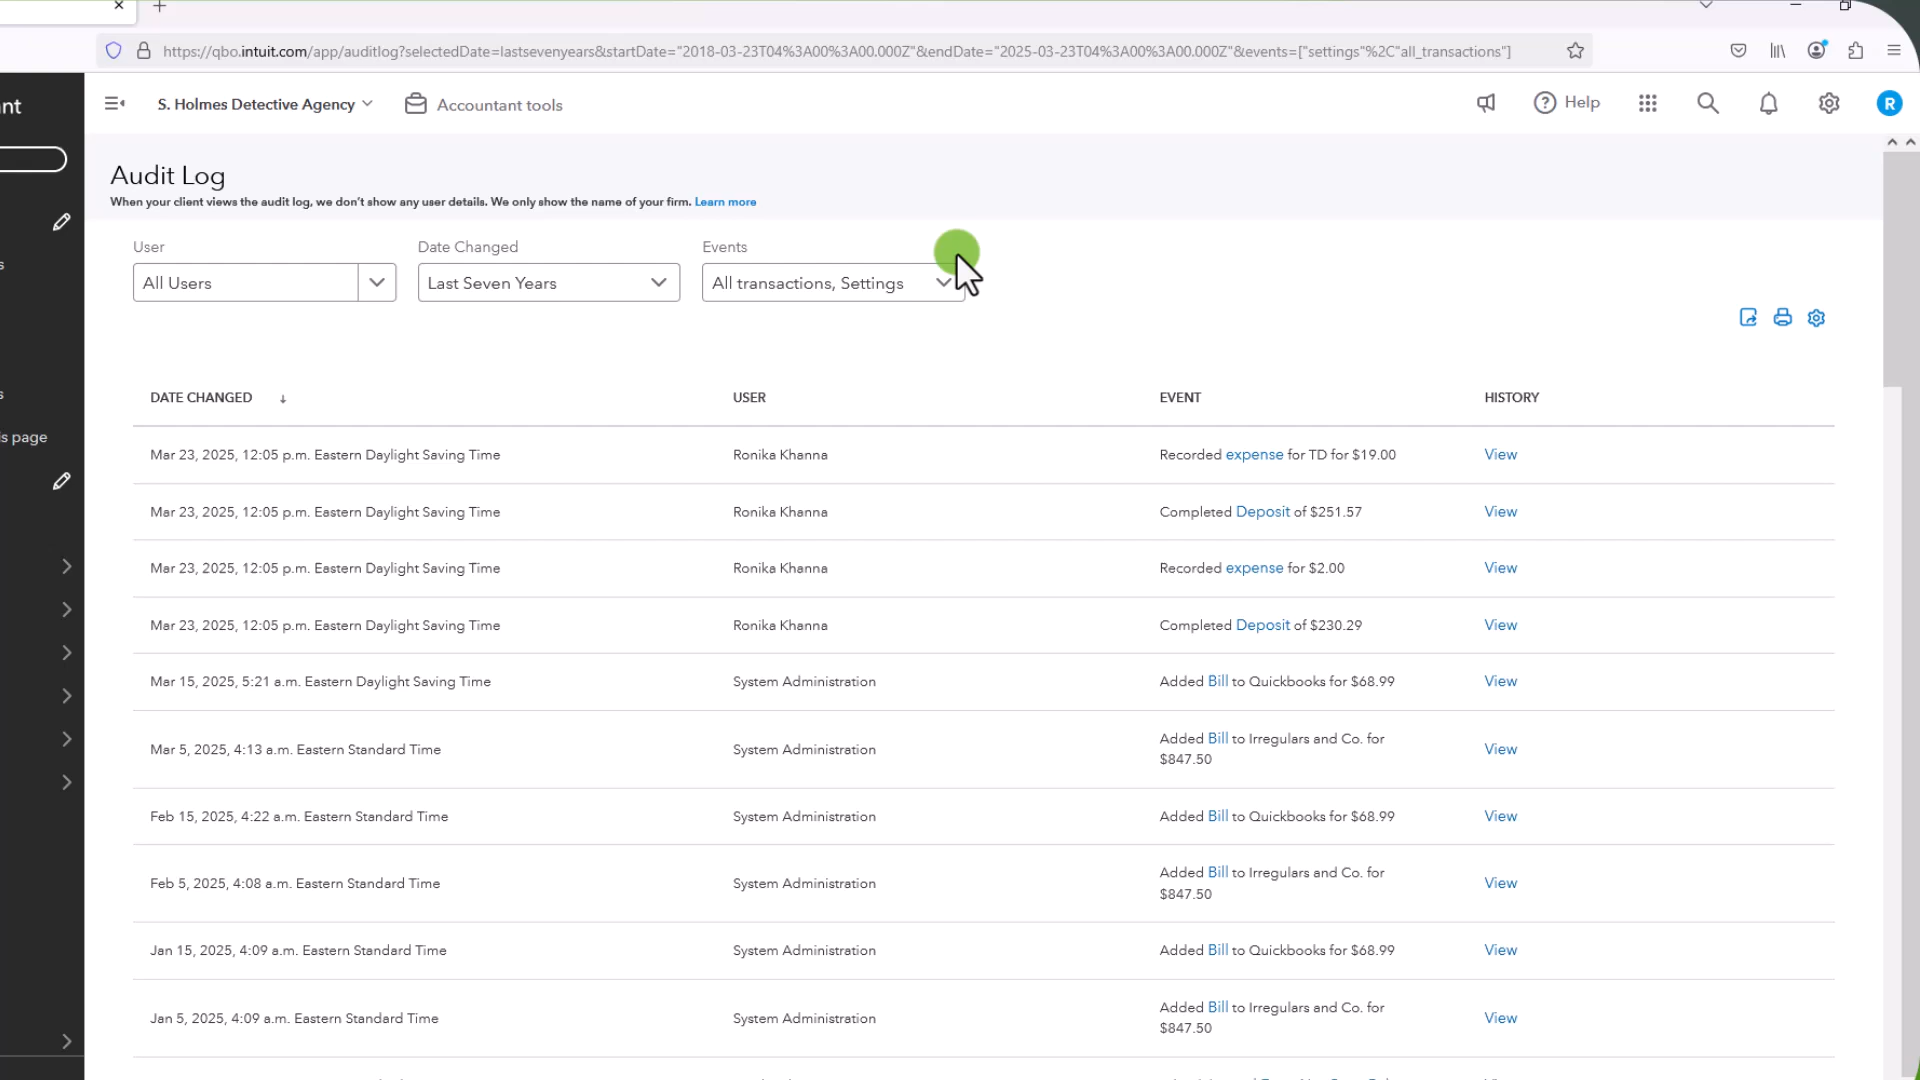 https://qbo.intuit.com/app/auditlog?selectedDate=lastsevenyears&startDate="2018-03-23T04%3A00%3A00.000Z"&endDate="2025-03-23T04%3A00%3A00.000Z"&events=["settings"%2C"all_transactions"]
nt
S. Holmes Detective Agency
Accountant tools
Help
R
Audit Log
When your client views the audit log, we don't show any user details. We only show the name of your firm. Learn more
s
User
Date Changed
Events
All Users
Last Seven Years
All transactions, Settings
s
s page
DATE CHANGED
USER
EVENT
HISTORY
Mar 23, 2025, 12:05 p.m. Eastern Daylight Saving Time
Ronika Khanna
Recorded expense for TD for $19.00
View
Mar 23, 2025, 12:05 p.m. Eastern Daylight Saving Time
Ronika Khanna
Completed Deposit of $251.57
View
Mar 23, 2025, 12:05 p.m. Eastern Daylight Saving Time
Ronika Khanna
Recorded expense for $2.00
View
Mar 23, 2025, 12:05 p.m. Eastern Daylight Saving Time
Ronika Khanna
Completed Deposit of $230.29
View
Mar 15, 2025, 5:21 a.m. Eastern Daylight Saving Time
System Administration
Added Bill to Quickbooks for $68.99
View
Mar 5, 2025, 4:13 a.m. Eastern Standard Time
System Administration
Added Bill to Irregulars and Co. for
$847.50
View
Feb 15, 2025, 4:22 a.m. Eastern Standard Time
System Administration
Added Bill to Quickbooks for $68.99
View
Feb 5, 2025, 4:08 a.m. Eastern Standard Time
System Administration
Added Bill to Irregulars and Co. for
$894.50
View
Jan 15, 2025, 4:09 a.m. Eastern Standard Time
System Administration
Added Bill to Quickbooks for $68.99
View
Jan 5, 2025, 4:09 a.m. Eastern Standard Time
System Administration
Added Bill to Irregulars and Co. for
$847.50
View